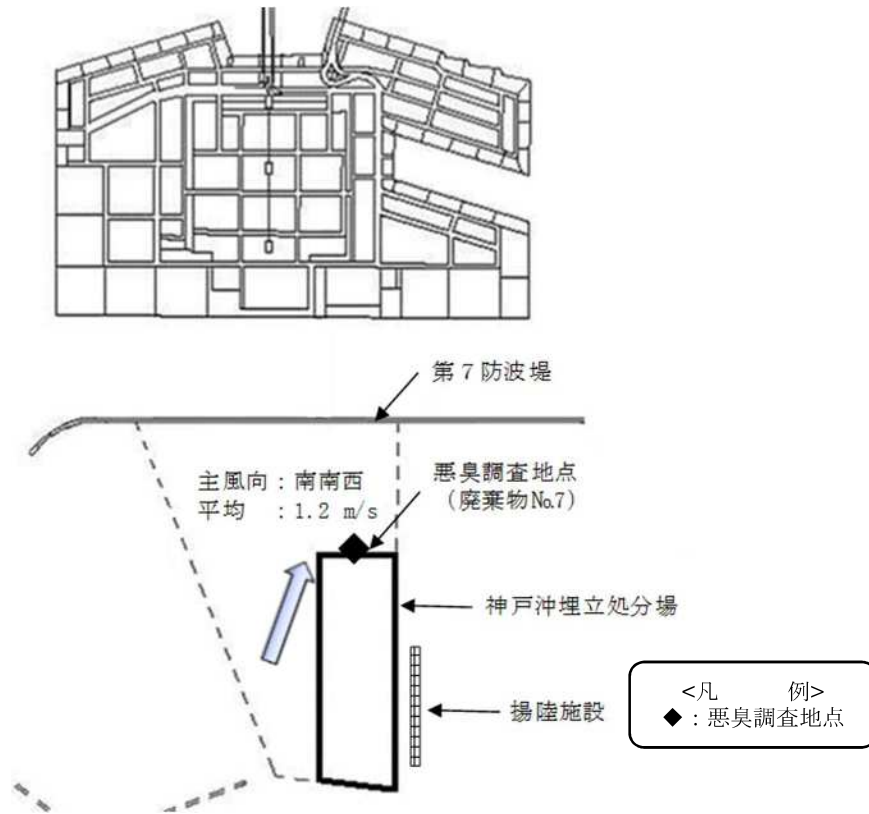 第7防波堤
主風向：南南西
平均　：1.2 m/s
悪臭調査地点
（廃棄物№7）
神戸沖埋立処分場
揚陸施設
<凡　　例>
◆：悪臭調査地点